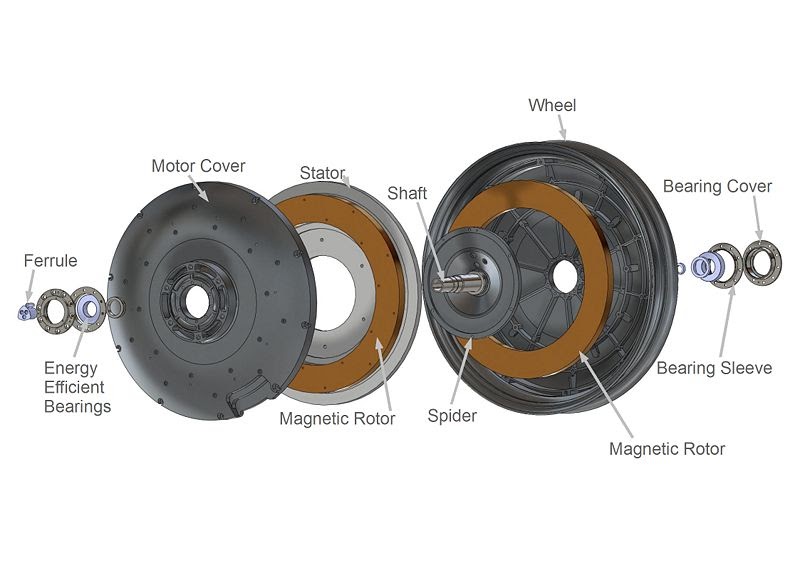 Wheel
Motor Cover
Stator
Shaft
Bearing Cover
Ferrule
Energy
Efficient
Bearings
Magnetic Rotor
Spider
Bearing Sleeve
Magnetic Rotor